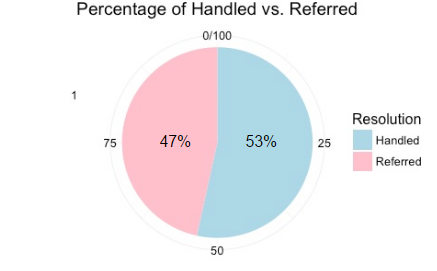 Percentage of Handled vs. Referred
0/100
1
Resolution
Handled
Referred
75
47%
53%
25
50